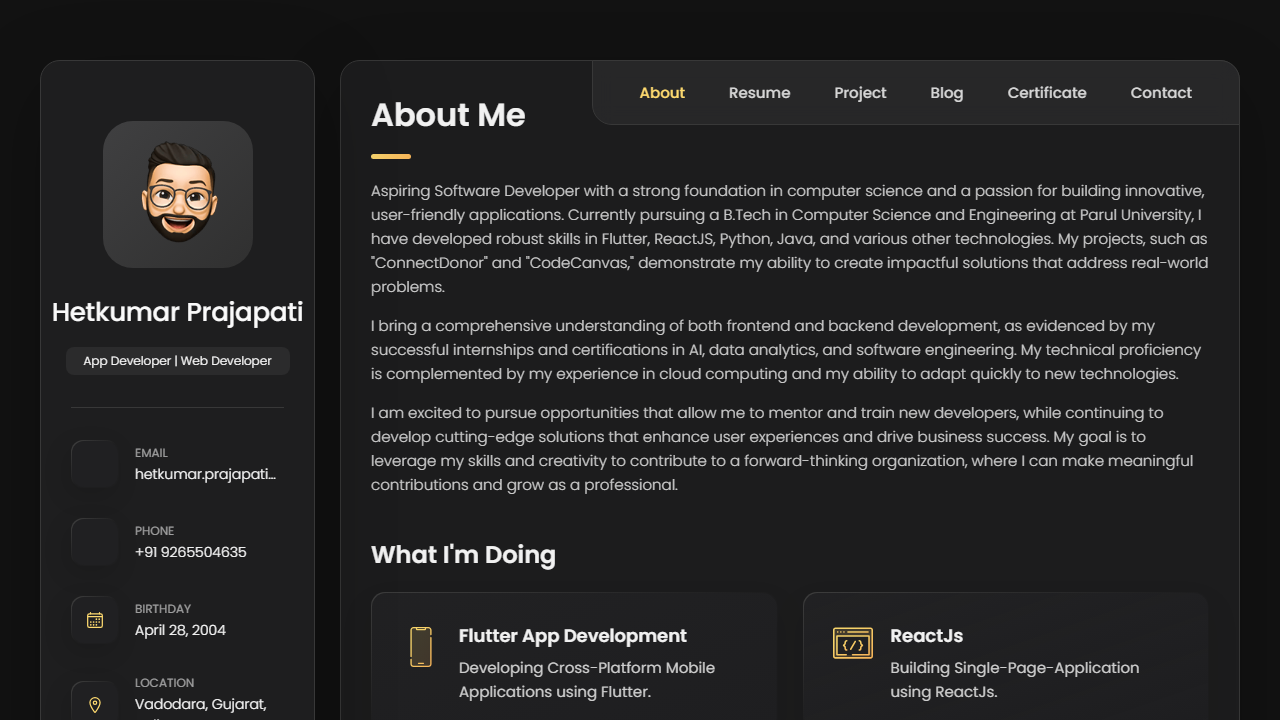 Hetkumar Prajapati
App Developer | Web Developer
EMAIL
hetkumar.prajapati...
PHONE
+91 9265504635
BIRTHDAY
April 28, 2004
LOCATION
Vadodara, Gujarat,
About Resume Project Blog Certificate Contact
About Me
Aspiring Software Developer with a strong foundation in computer science and a passion for building innovative,
user-friendly applications. Currently pursuing a B.Tech in Computer Science and Engineering at Parul University, I
have developed robust skills in Flutter, ReactJS, Python, Java, and various other technologies. My projects, such as
"ConnectDonor" and "CodeCanvas," demonstrate my ability to create impactful solutions that address real-world
problems.
I bring a comprehensive understanding of both frontend and backend development, as evidenced by my
successful internships and certifications in AI, data analytics, and software engineering. My technical proficiency
is complemented by my experience in cloud computing and my ability to adapt quickly to new technologies.
I am excited to pursue opportunities that allow me to mentor and train new developers, while continuing to
develop cutting-edge solutions that enhance user experiences and drive business success. My goal is to
leverage my skills and creativity to contribute to a forward-thinking organization, where I can make meaningful
contributions and grow as a professional.
What I'm Doing
Flutter App Development
Developing Cross-Platform Mobile
Applications using Flutter.
ReactJs
Building Single-Page-Application
using ReactJs.